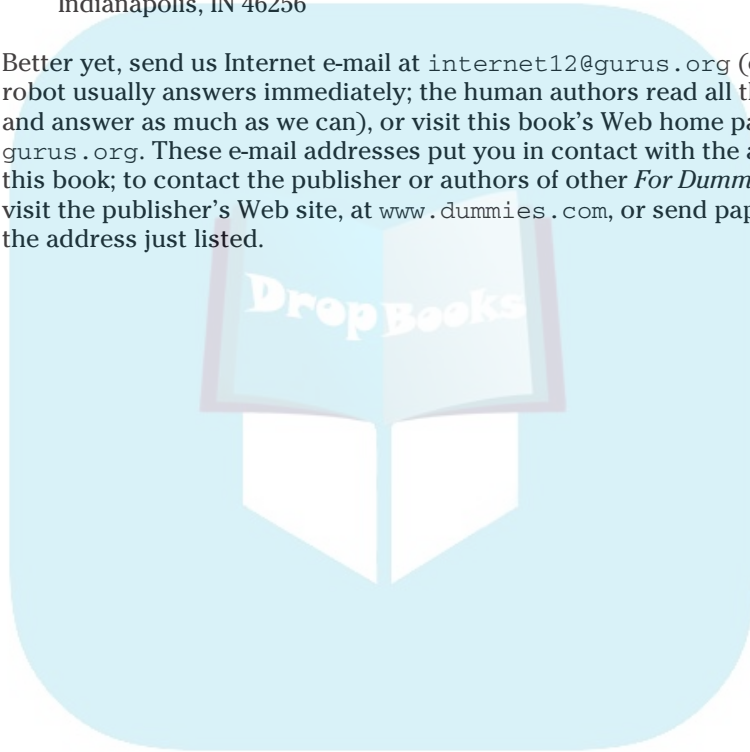 Indianapolis, IN 46256
Better yet, send us Internet e-mail at internet12@gurus.org (
robot usually answers immediately; the human authors read all th
and answer as much as we can), or visit this book's Web home pa
gurus.org. These e-mail addresses put you in contact with the a
this book; to contact the publisher or authors of other For Dumm
visit the publisher's Web site, at www.dummies.com, or send pap
the address just listed.
DropBooks